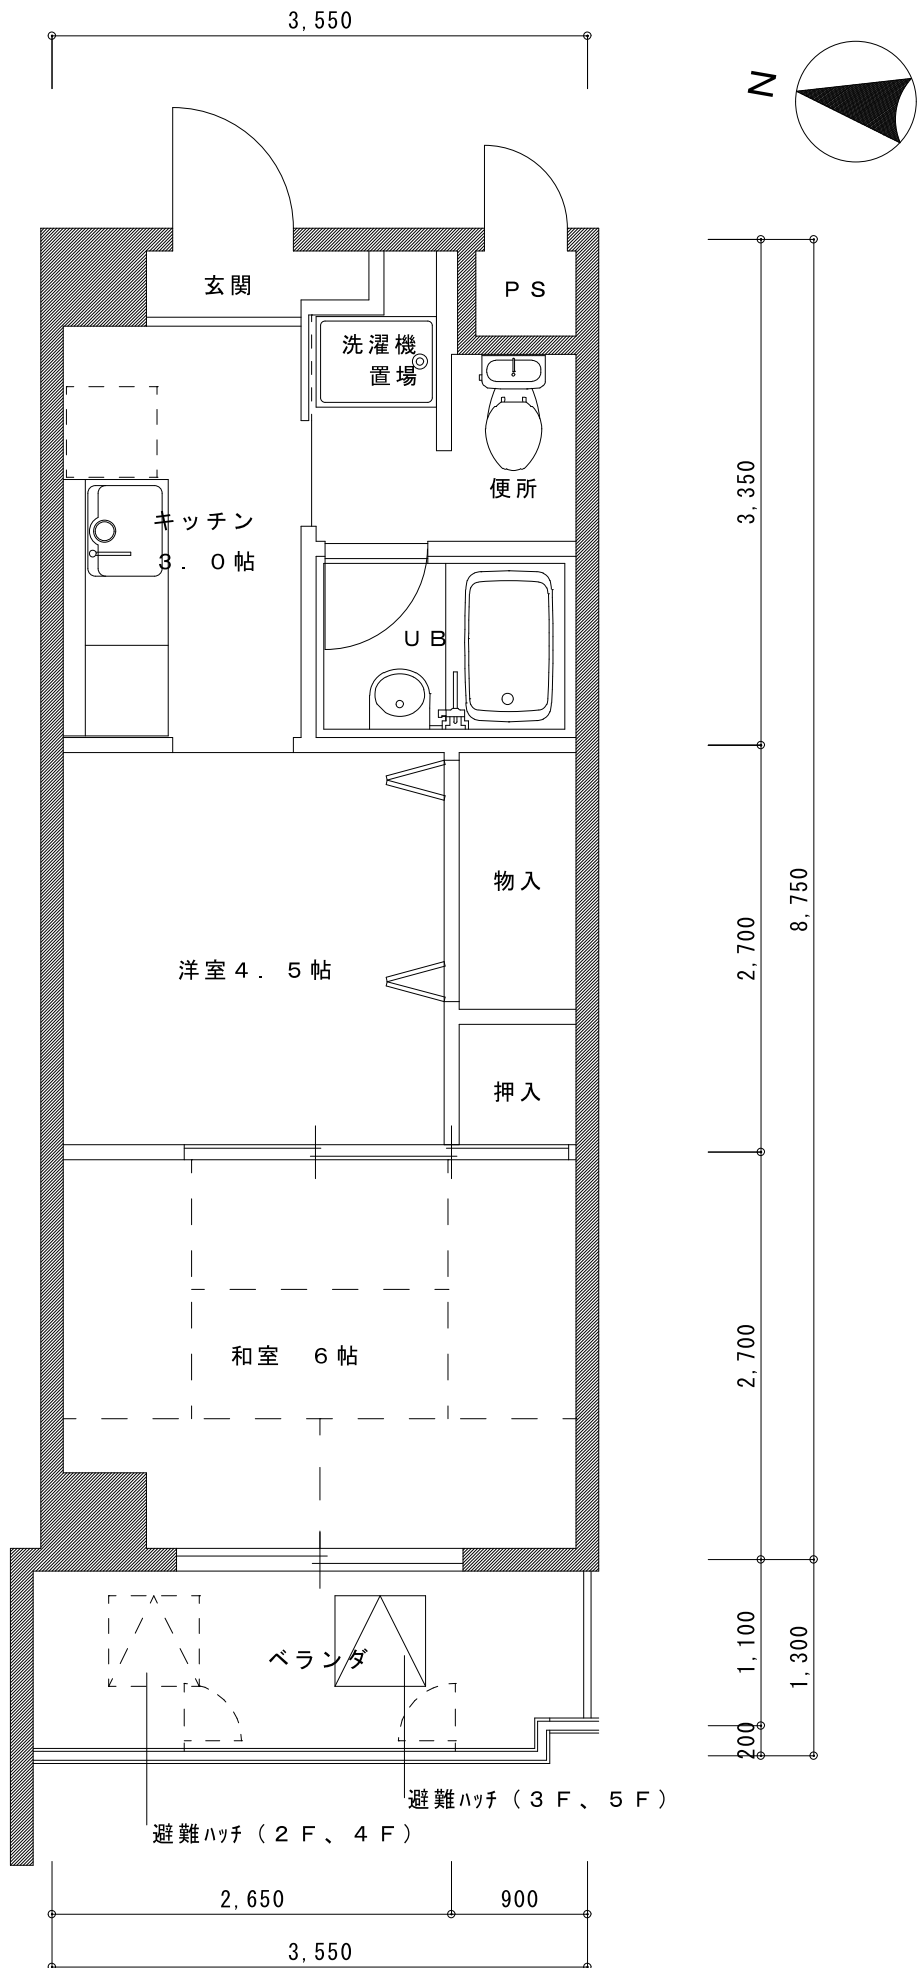 3,550
N
玄関
PS
洗濯機
置場
便所
キッチン
3.0帖
3,350
UB
物入
8,750
2,700
洋室4.5帖
押入
2,700
和室 6帖
1,100
1,300
ベランダ
200
避難ハッチ(3F、5F)
避難ハッチ(2F、4F)
2,650
900
3,550